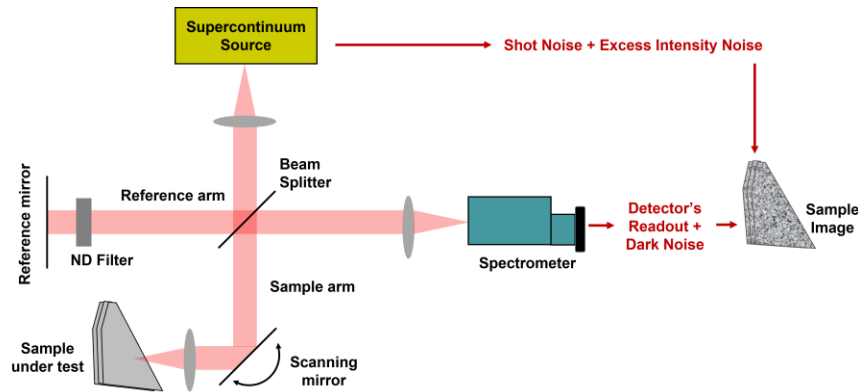 Supercontinuum
Source
Shot Noise + Excess Intensity Noise
Reference mirror
Reference arm
Beam
Splitter
ND Filter
Spectrometer
Detector's
Readout +
Dark Noise
Sample
Image
Sample arm
Sample
under test
Scanning
mirror